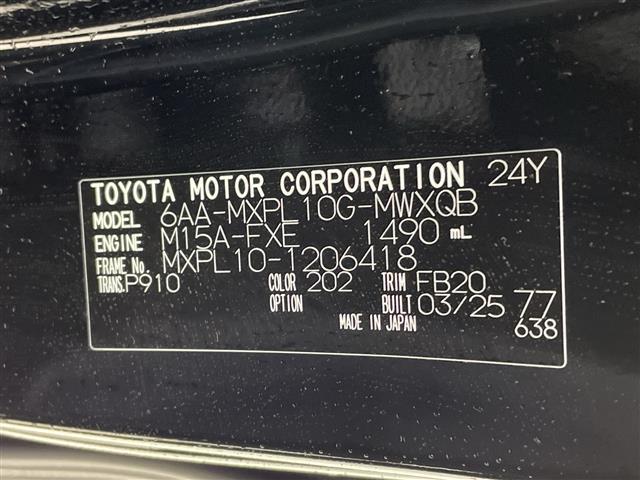 TOYOTA MOTOR CORPORATION 24Y
MODEL 6AA-MXPL10G-MWXQB
ENGINE M15A-FXE 1490 mL
FRAME No. MXPL10-1206418
TRANS. P910 COLOR 202 TRIM FB20
OPTION BUILT 03/25 77
MADE IN JAPAN 638